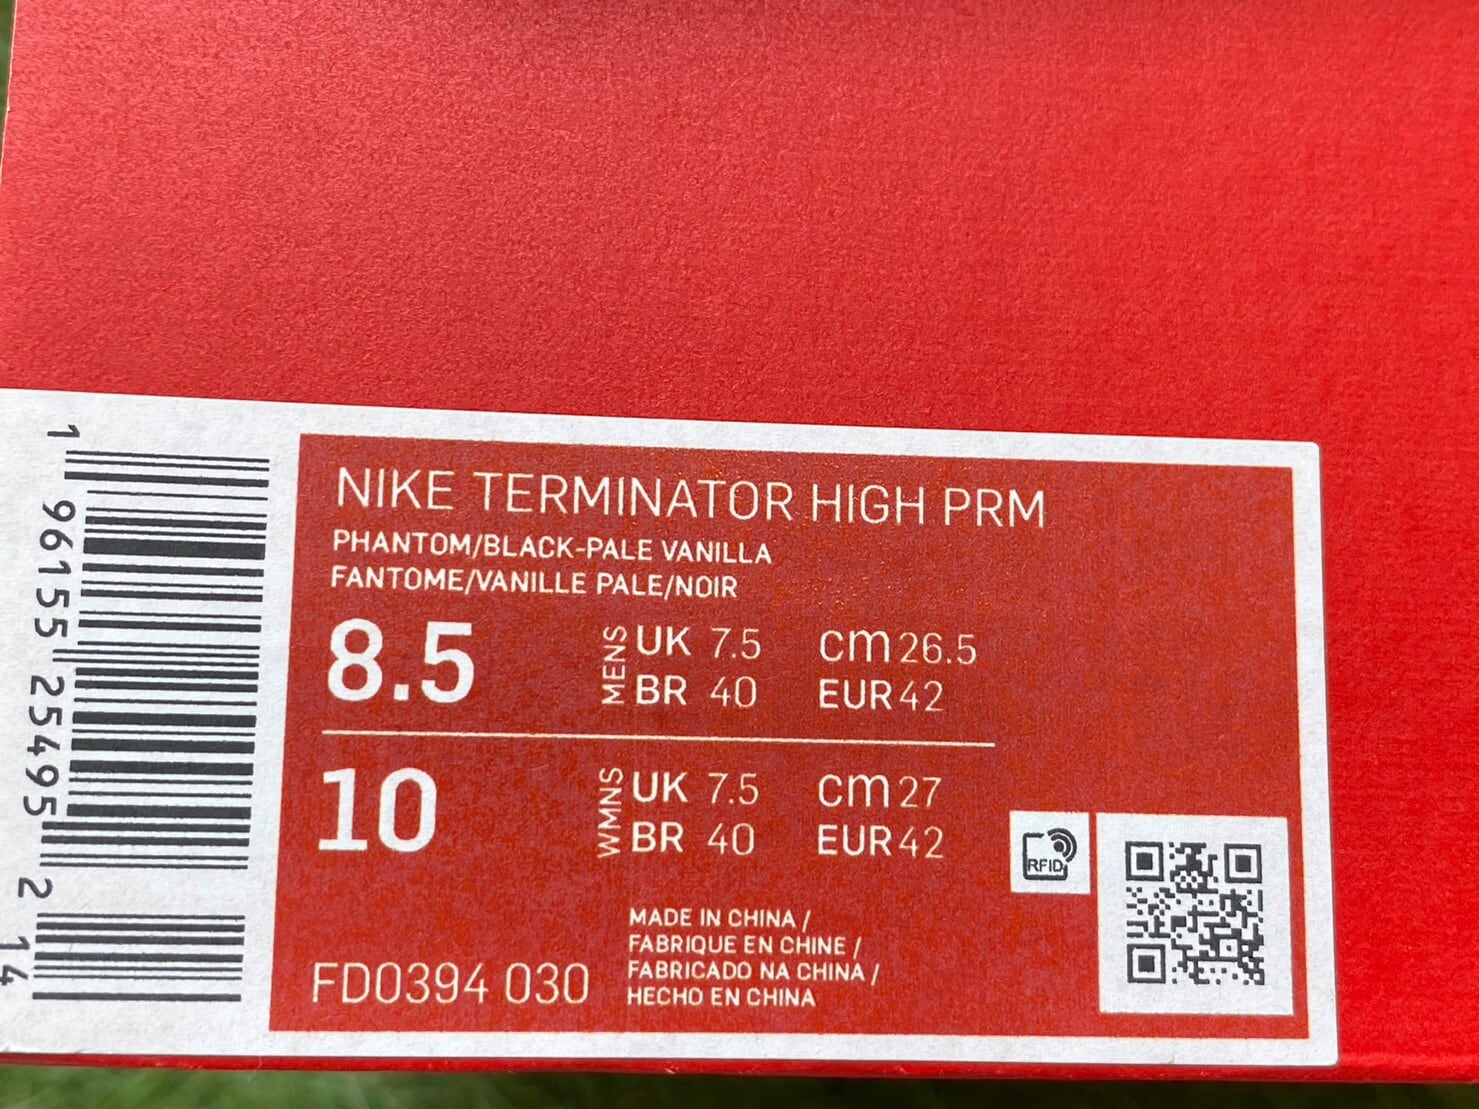 NIKE TERMINATOR HIGH PRM
PHANTOM/BLACK-PALE VANILLA
FANTOME/VANILLE PALE/NOIR
8.5 MENS UK 7.5 CM 26.5
BR 40 EUR 42
10 WMNS UK 7.5 CM 27
BR 40 EUR 42
RFID
MADE IN CHINA /
FABRIQUE EN CHINE /
FABRICADO NA CHINA /
HECHO EN CHINA
FD0394 030
1 96155 25495 2 14